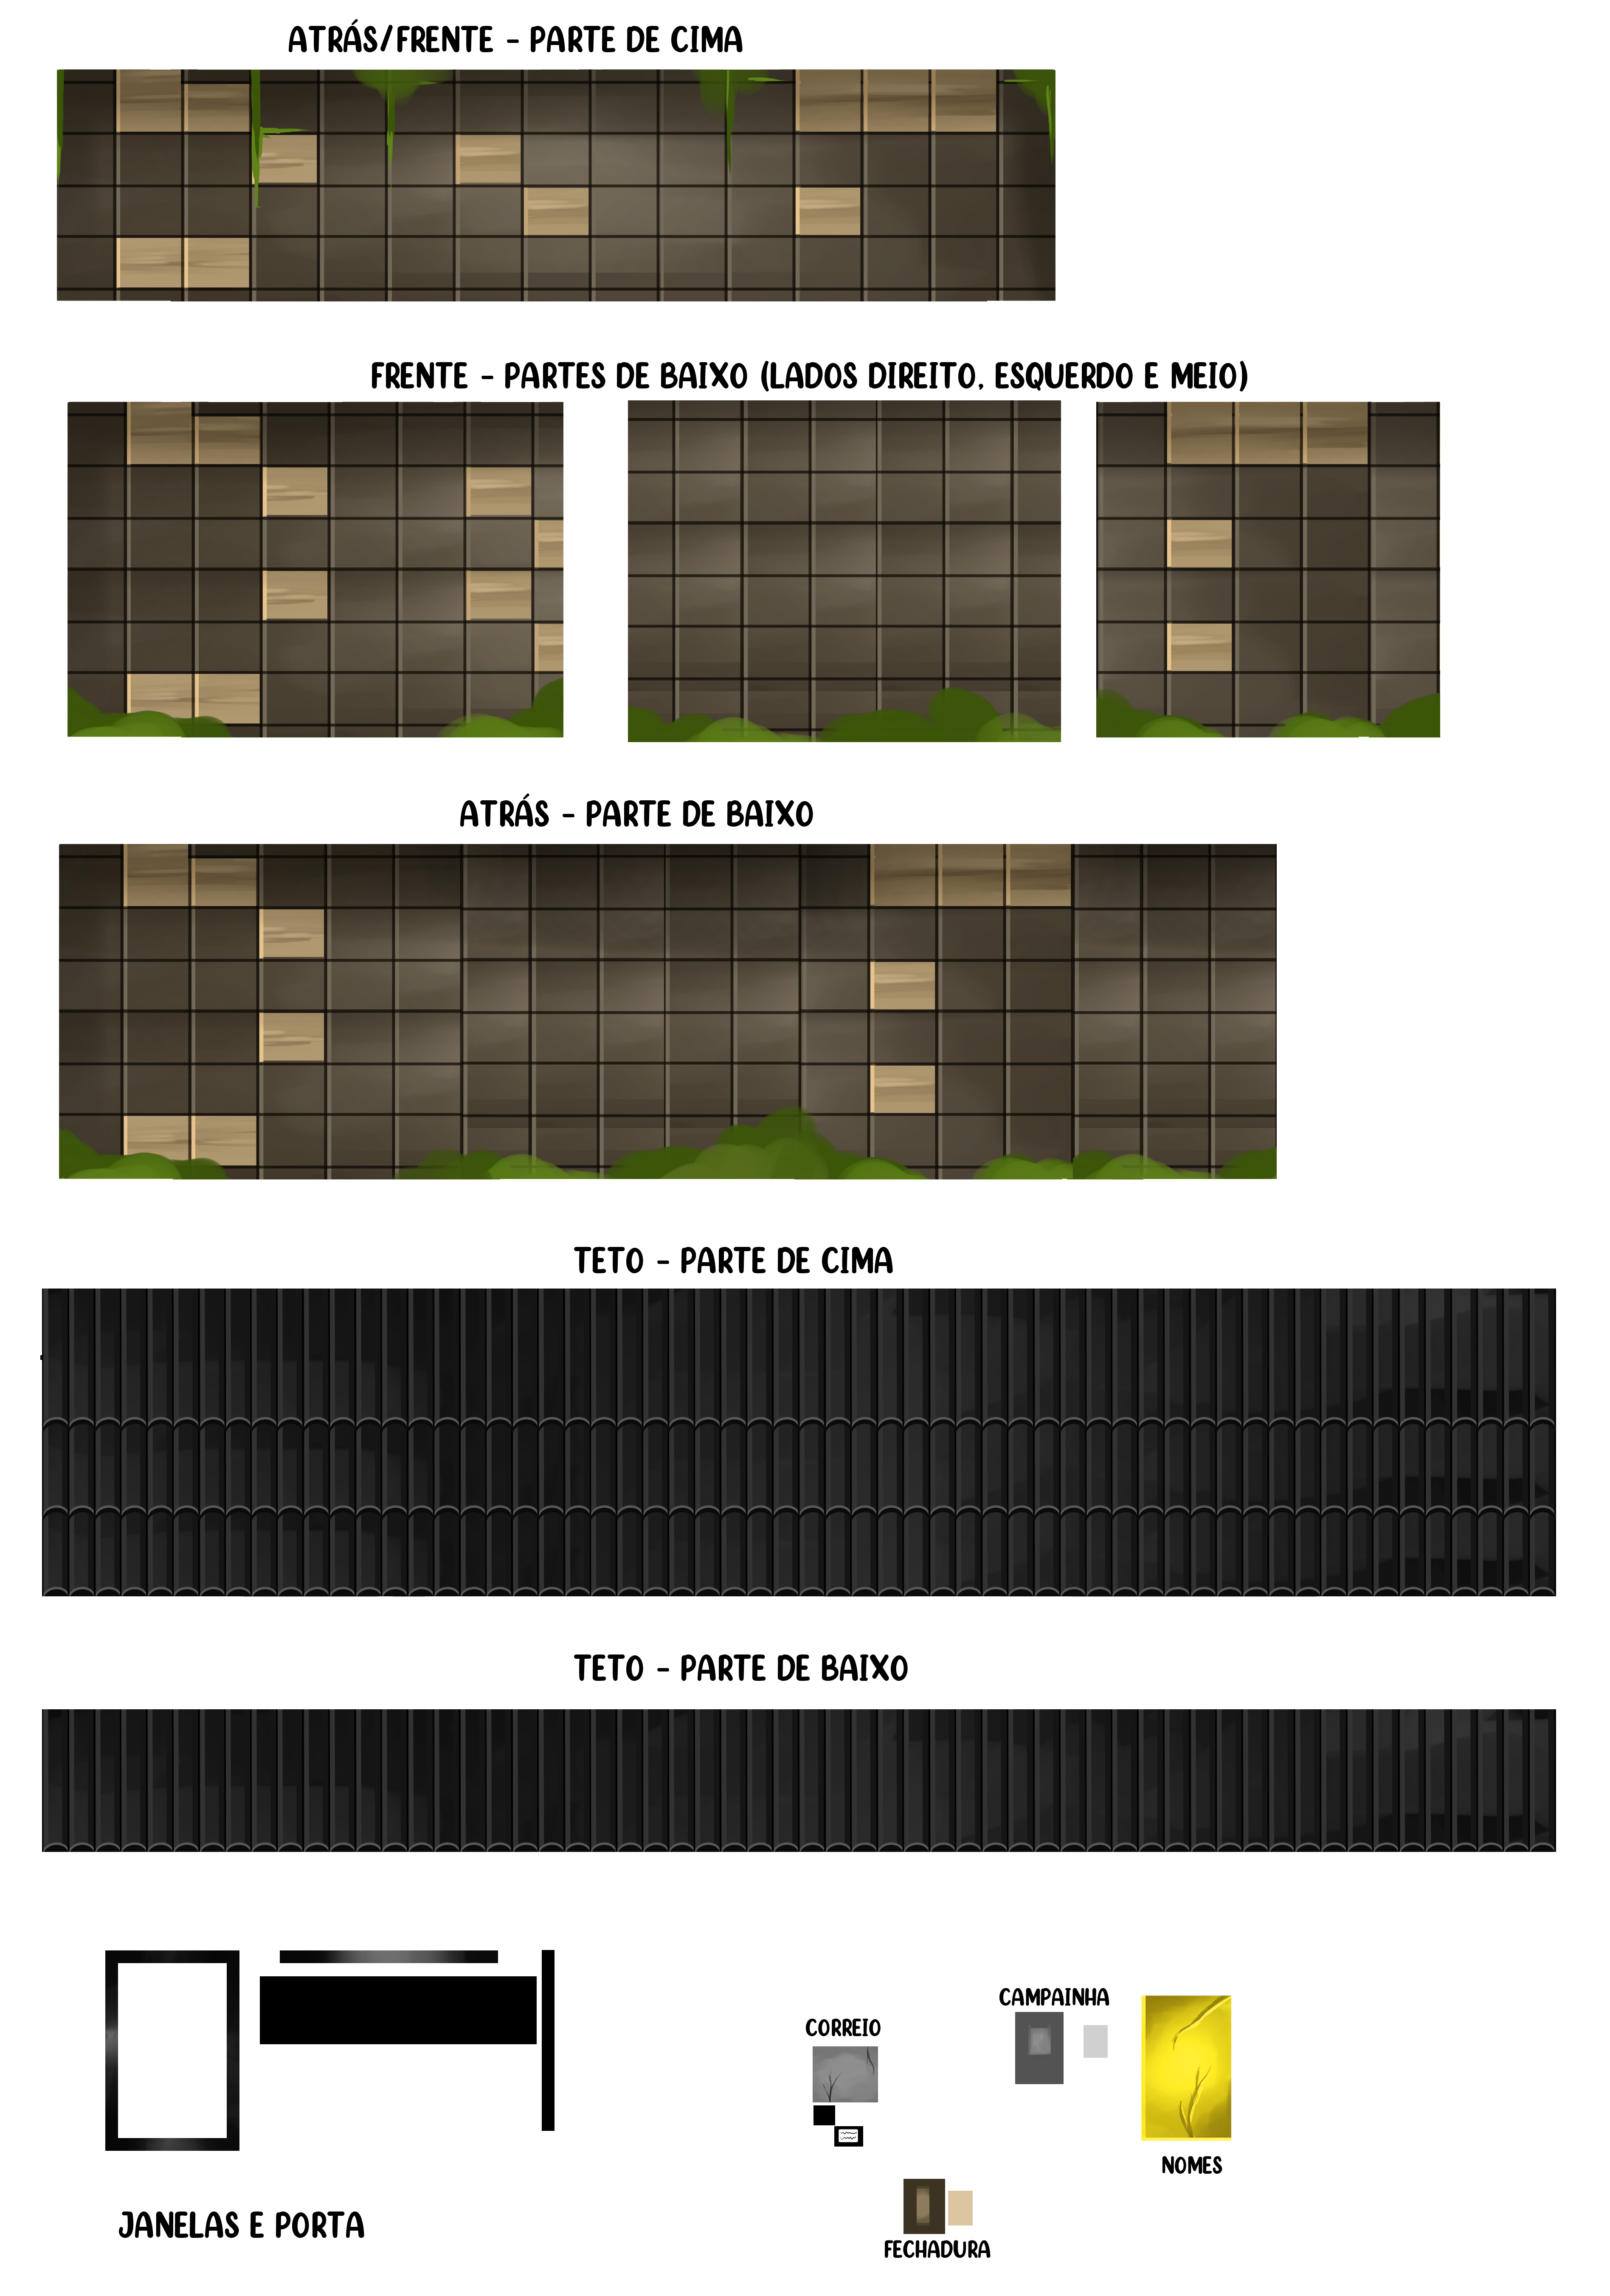 ATRÁS/FRENTE - PARTE DE CIMA
FRENTE - PARTES DE BAIXO (LADOS DIREITO, ESQUERDO E MEIO)
ATRÁS - PARTE DE BAIXO
TETO - PARTE DE CIMA
TETO - PARTE DE BAIXO
CAMPAINHA
CORREIO
NOMES
JANELAS E PORTA
FECHADURA